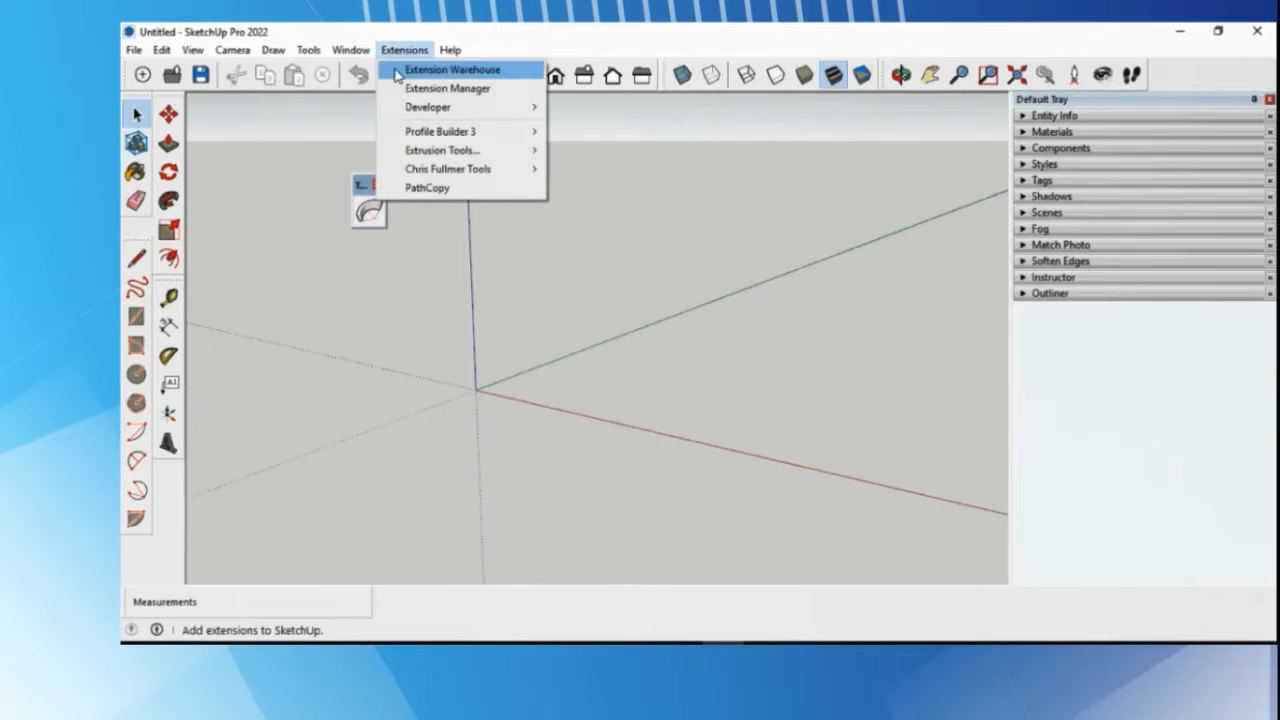 Untitled - SketchUp Pro 2022
File Edit View Camera Draw Tools Window Extensions Help
Extension Warehouse
Extension Manager
Developer
Profile Builder 3
Extrusion Tools...
Chris Fullmer Tools
PathCopy
T...
A1
Default Tray
Entity Info
Materials
Components
Styles
Tags
Shadows
Scenes
Fog
Match Photo
Soften Edges
Instructor
Outliner
Measurements
Add extensions to SketchUp.